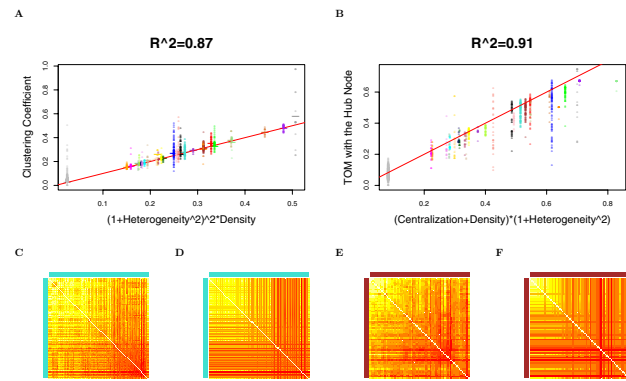 A
B
R^2=0.87
R^2=0.91
Clustering Coefficient
0.0 0.2 0.4 0.6 0.8 1.0
0.1 0.2 0.3 0.4 0.5
(1+Heterogeneity^2)^2*Density
TOM with the Hub Node
0.0 0.2 0.4 0.6
0.2 0.4 0.6 0.8
(Centralization+Density)*(1+Heterogeneity^2)
C
D
E
F